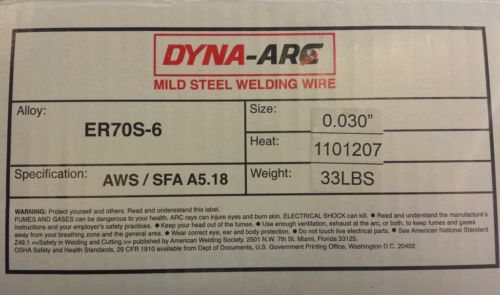 DYNA-ARC
MILD STEEL WELDING WIRE
Alloy:
ER70S-6
Size:
0.030"
Heat:
1101207
Specification:
AWS / SFA A5.18
Weight:
33LBS
WARNING: Protect yourself and others. Read and understand this label.
FUMES AND GASES can be dangerous to your health. ARC rays can injure eyes and burn skin. ELECTRICAL SHOCK can kill. ● Read and understand the manufacture's
instructions and your employer's safety practices. ● Keep your head out of the fumes. ● Use enough ventilation, exhaust at the arc, or both, to keep fumes and gases
away from your breathing zone and the general area. ● Wear correct eye, ear and body protection. ● Do not touch live electrical parts. ● See American National Standard
Z49.1 <<Safety in Welding and Cutting >> published by American Welding Society. 2501 N.W. 7th St. Miami, Florida 33125.
OSHA Safety and Health Standards, 29 CFR 1910 available from Dept of Documents, U.S. Government Printing Office, Washington D.C. 20402